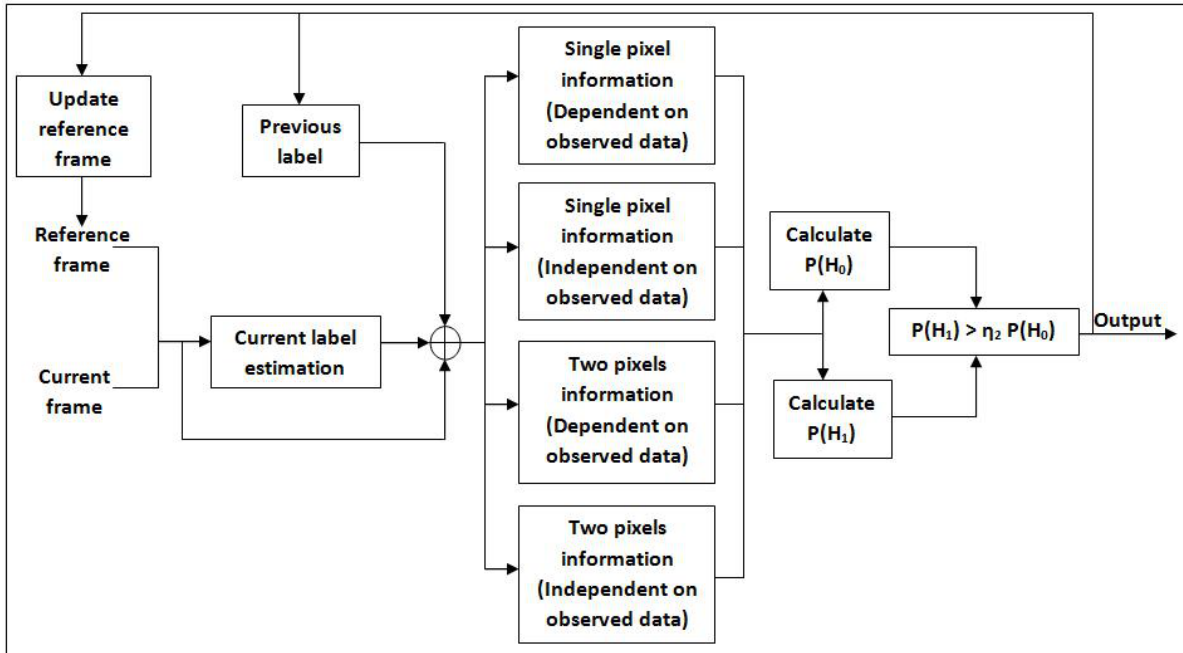 Update
reference
frame
Previous
label
Reference
frame
Current
frame
Current label
estimation
Single pixel
information
(Dependent on
observed data)
Single pixel
information
(Independent on
observed data)
Two pixels
information
(Dependent on
observed data)
Two pixels
information
(Independent on
observed data)
Calculate
P(H₀)
Calculate
P(H₁)
P(H₁) > η₂ P(H₀)
Output